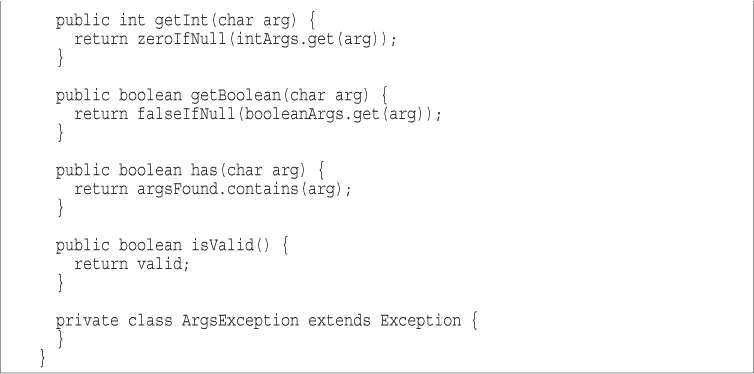 public int getInt(char arg) {
return zeroIfNull(intArgs.get(arg));
}
public boolean getBoolean(char arg) {
return falseIfNull(booleanArgs.get(arg));
}
public boolean has(char arg) {
return argsFound.contains(arg);
}
public boolean isValid() {
return valid;
}
private class ArgsException extends Exception {
}
}